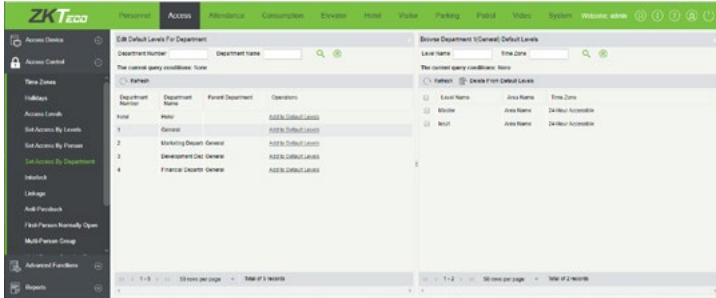 ZKTeco
Personnel Access Attendance Consumption Elevator Hotel Visitor Parking Patrol Video System Welcome, admin
Access Device
Access Control
Time Zones
Holidays
Access Levels
Set Access By Levels
Set Access By Person
Set Access By Department
Interlock
Linkage
Anti-Passback
First-Person Normally Open
Multi-Person Group
Advanced Functions
Reports
Edit Default Levels For Department
Department Number Department Name
The current query conditions: None
Refresh
Department Number Department Name Parent Department Operations
Hotel Hotel Add to Default Levels
1 General
2 Marketing Depart General Add to Default Levels
3 Development Dep General Add to Default Levels
4 Financial Departm General Add to Default Levels
1-5 50 rows per page Total of 5 records
Browse Department 1(General) Default Levels
Level Name Time Zone
The current query conditions: None
Refresh Delete From Default Levels
Level Name Area Name Time Zone
Master Area Name 24-Hour Accessible
Area Name 24-Hour Accessible
1-2 50 rows per page Total of 2 records